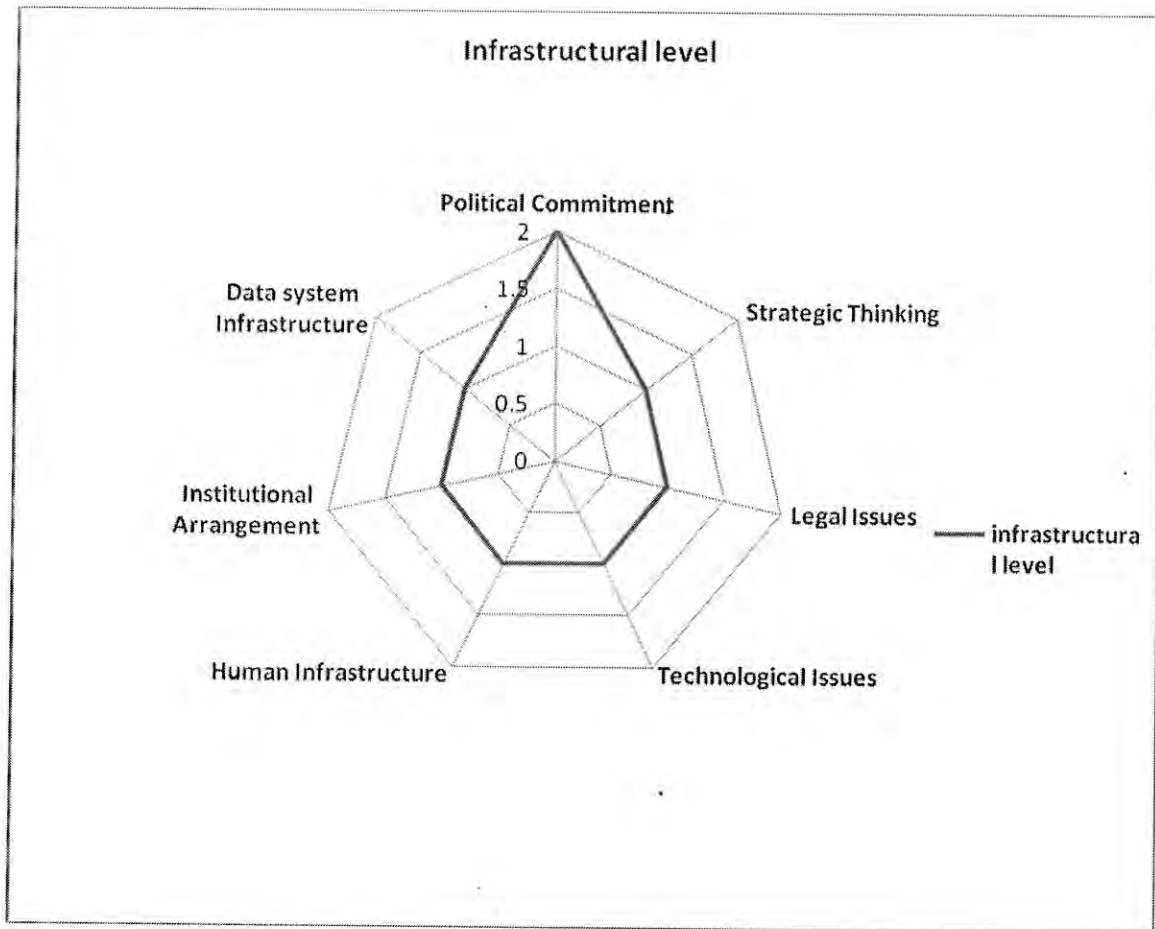 Infrastructural level
Political Commitment
2
1.5
1
0.5
0
Data system
Infrastructure
Strategic Thinking
Institutional
Arrangement
Legal Issues
infrastructura
l level
Human Infrastructure
Technological Issues